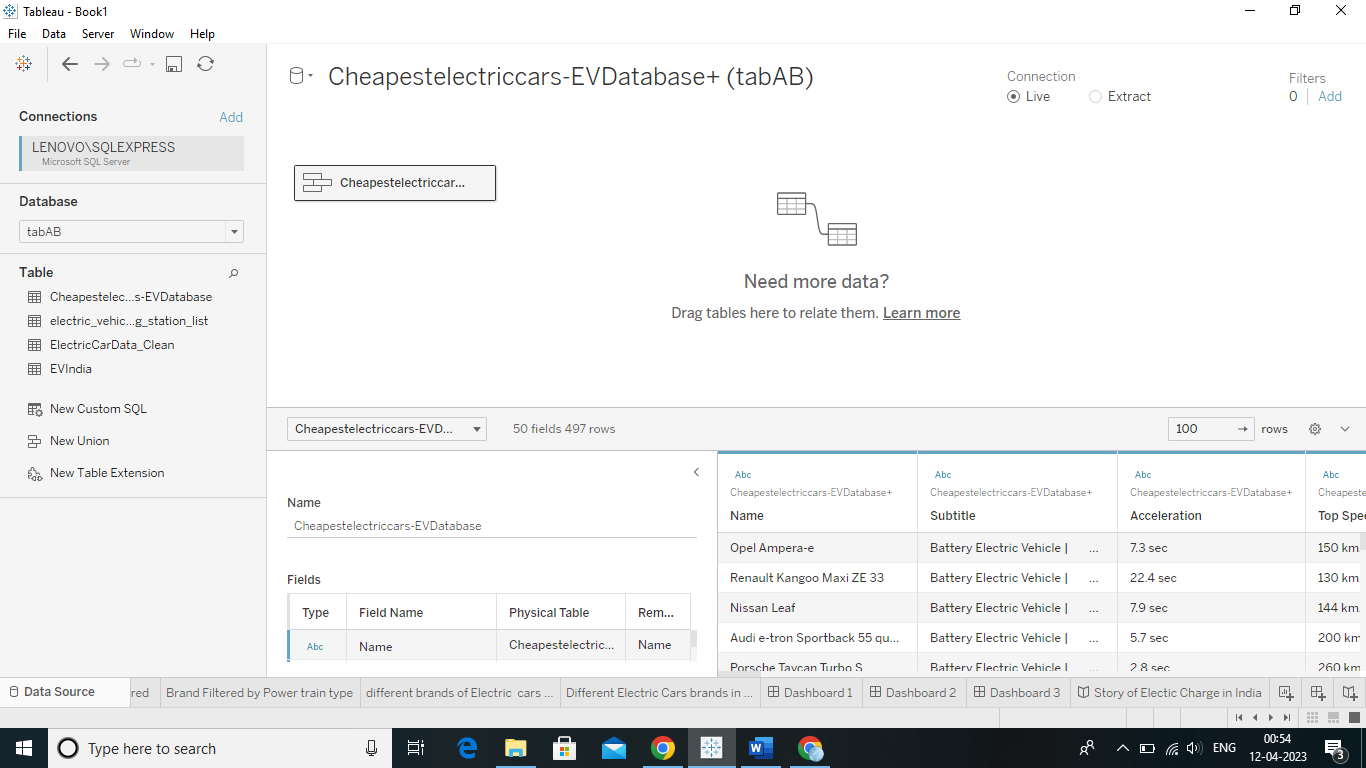 Tableau - Book1
File Data Server Window Help
Connections Add
LENOVO\SQLEXPRESS
Microsoft SQL Server
Database
tabAB
Table
Cheapestelec...s-EVDatabase
electric_vehic...g_station_list
ElectricCarData_Clean
EVIndia
New Custom SQL
New Union
New Table Extension
Cheapestelectriccars-EVDatabase+ (tabAB)
Connection
Live Extract
Filters
0 Add
Cheapestelectriccar...
Need more data?
Drag tables here to relate them. Learn more
Cheapestelectriccars-EVD... 50 fields 497 rows 100 rows
Name
Cheapestelectriccars-EVDatabase
Fields
Type Field Name Physical Table Rem...
Abc Name Cheapestelectric... Name
Abc Abc Abc Abc
Cheapestelectriccars-EVDatabase+ Cheapestelectriccars-EVDatabase+ Cheapestelectriccars-EVDatabase+ Cheapeste
Name Subtitle Acceleration Top Spee
Opel Ampera-e Battery Electric Vehicle | ... 7.3 sec 150 km
Renault Kangoo Maxi ZE 33 Battery Electric Vehicle | ... 22.4 sec 130 km
Nissan Leaf Battery Electric Vehicle | ... 7.9 sec 144 km
Audi e-tron Sportback 55 qu... Battery Electric Vehicle | ... 5.7 sec 200 km
Porsche Taycan Turbo S Battery Electric Vehicle | ... 2.8 sec 260 km
Data Source red Brand Filtered by Power train type different brands of Electric cars ... Different Electric Cars brands in ... Dashboard 1 Dashboard 2 Dashboard 3 Story of Electic Charge in India
Type here to search
ENG
00:54
12-04-2023
3